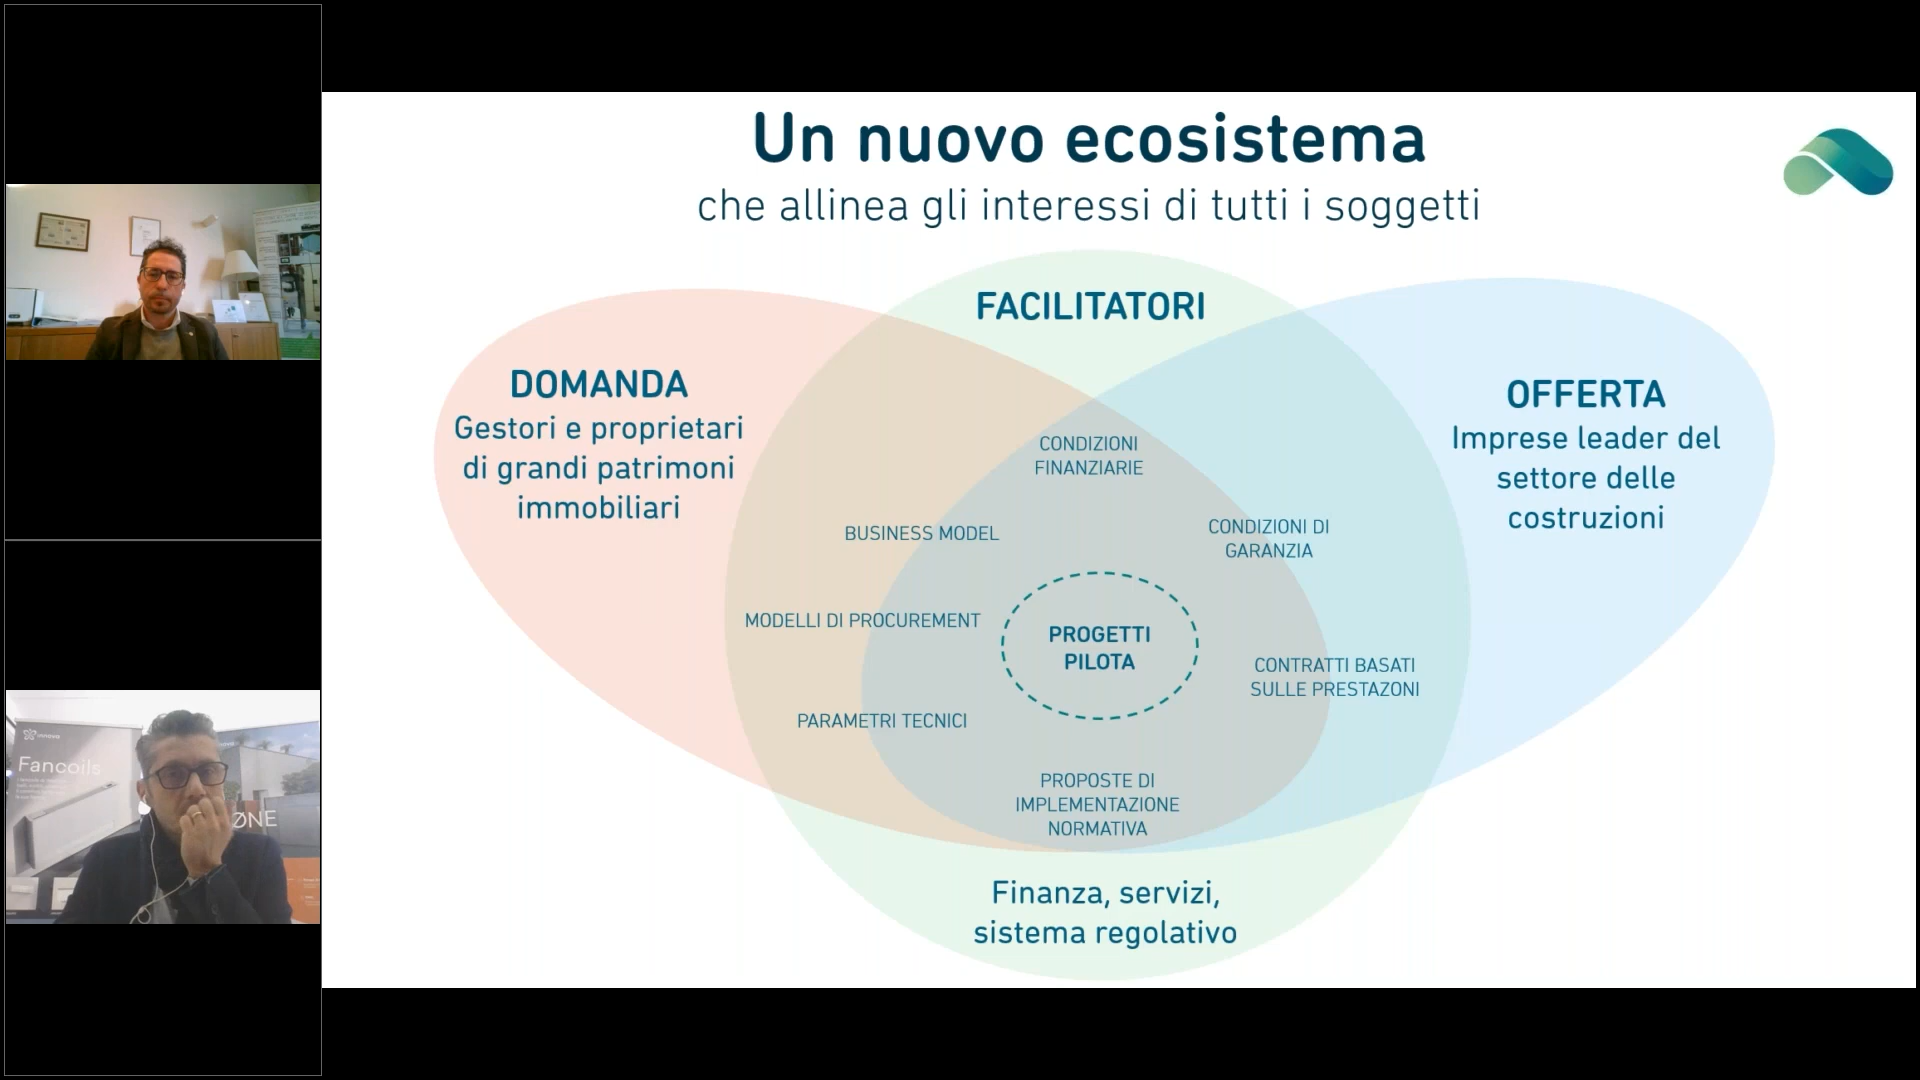 Un nuovo ecosistema
che allinea gli interessi di tutti i soggetti
FACILITATORI
DOMANDA
Gestori e proprietari
di grandi patrimoni
immobiliari
OFFERTA
Imprese leader del
settore delle
costruzioni
CONDIZIONI
FINANZIARIE
BUSINESS MODEL
CONDIZIONI DI
GARANZIA
MODELLI DI PROCUREMENT
PROGETTI
PILOTA
CONTRATTI BASATI
SULLE PRESTAZONI
PARAMETRI TECNICI
PROPOSTE DI
IMPLEMENTAZIONE
NORMATIVA
Finanza, servizi,
sistema regolativo
innova
Fancoils
ØNE